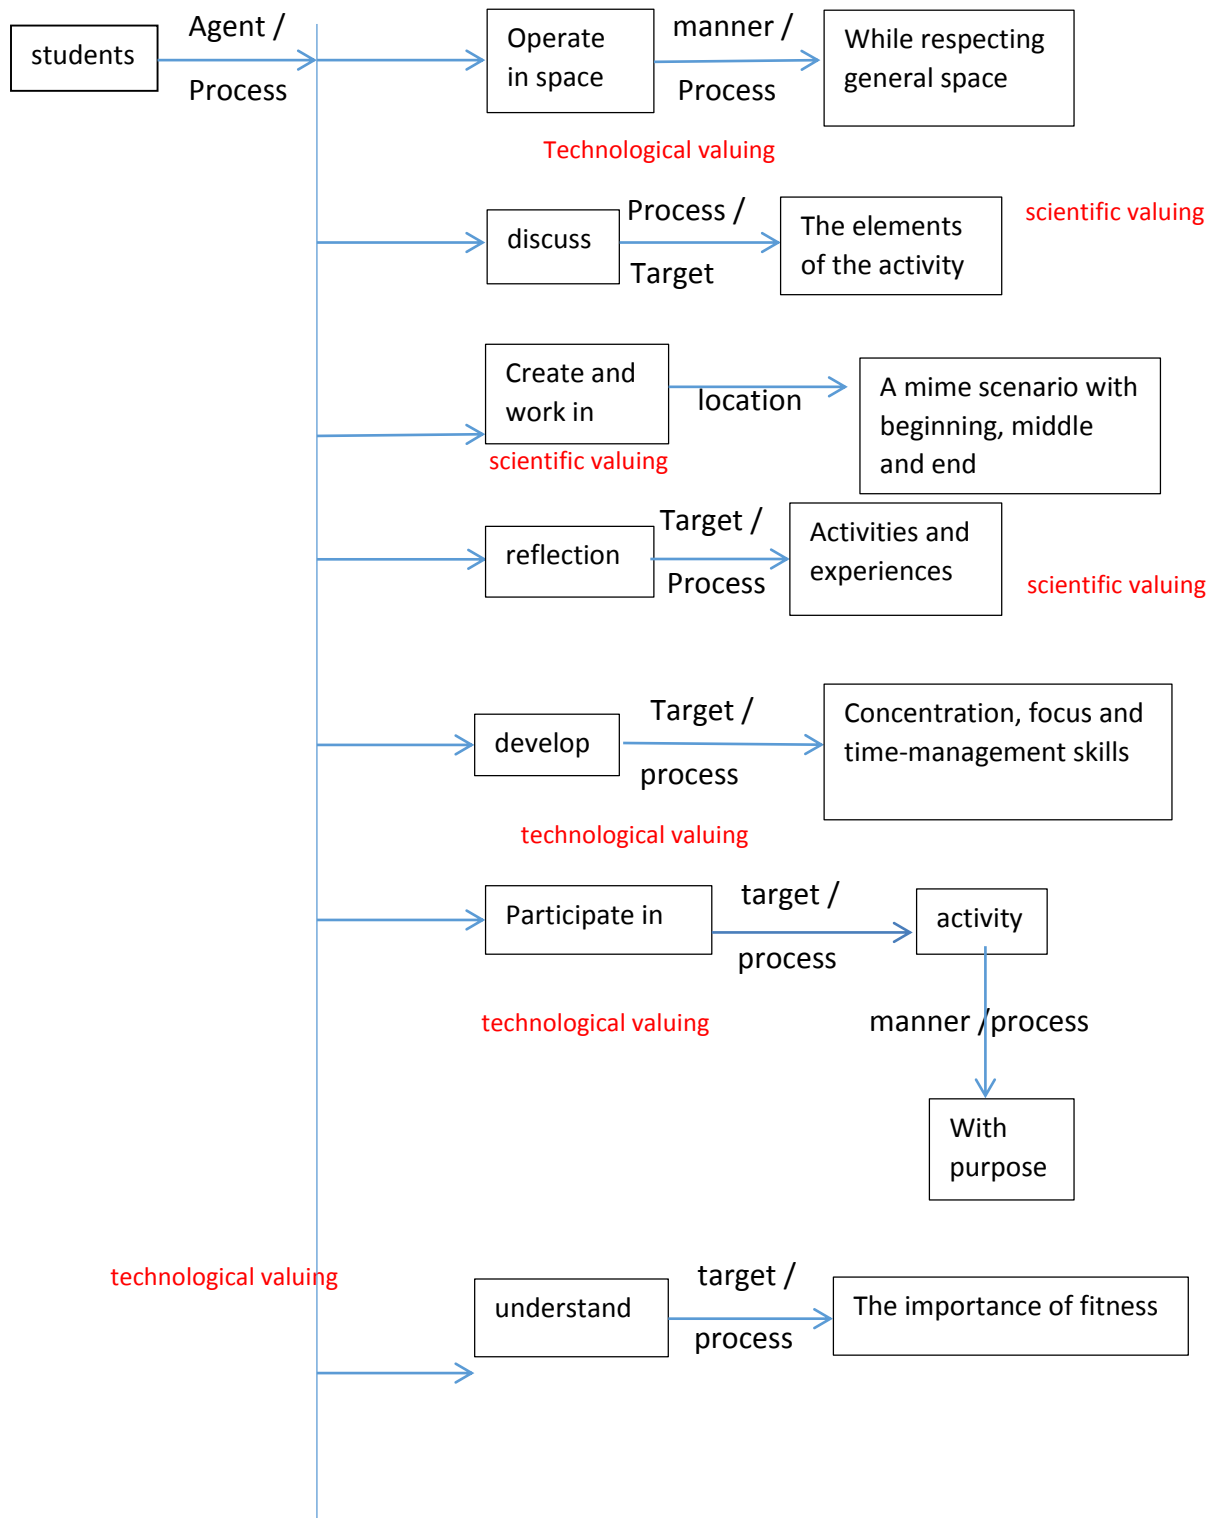 students
Agent /
Process
Operate
in space
manner /
Process
While respecting
general space
Technological valuing
discuss
Process /
Target
The elements
of the activity
scientific valuing
Create and
work in
location
A mime scenario with
beginning, middle
and end
scientific valuing
reflection
Target /
Process
Activities and
experiences
scientific valuing
develop
Target /
process
Concentration, focus and
time-management skills
technological valuing
Participate in
target /
process
activity
technological valuing
manner /process
With
purpose
technological valuing
understand
target /
process
The importance of fitness